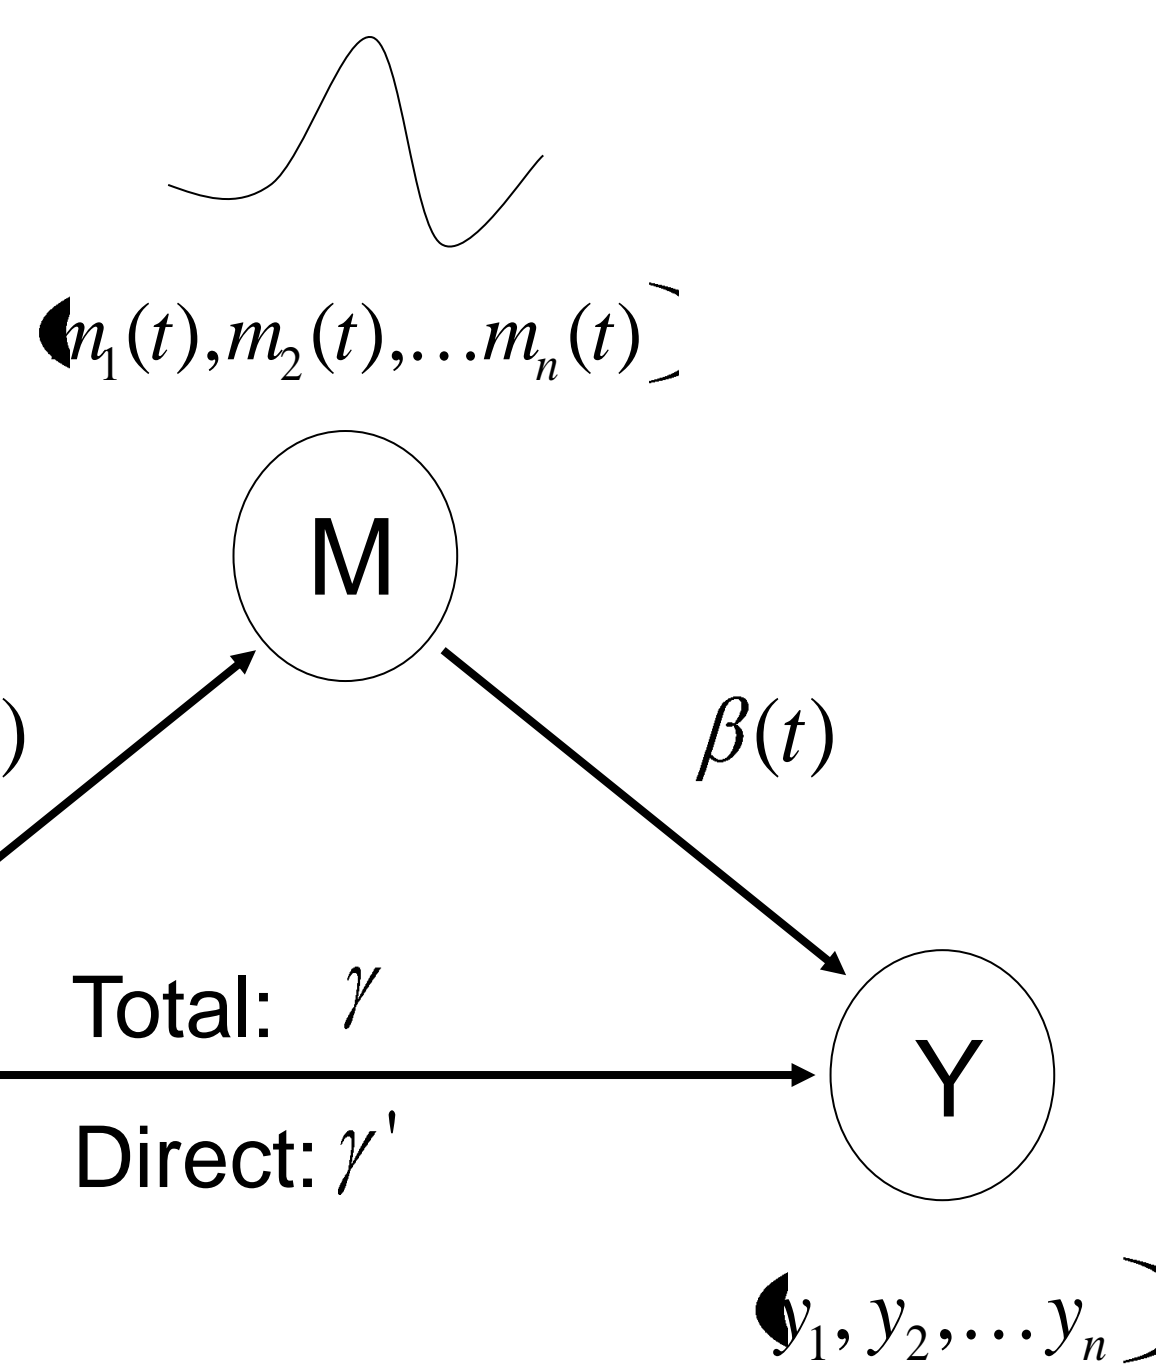 (m₁(t),m₂(t),…mₙ(t))
M
)
β(t)
Total: γ
Y
Direct: γ'
(y₁, y₂,…yₙ)